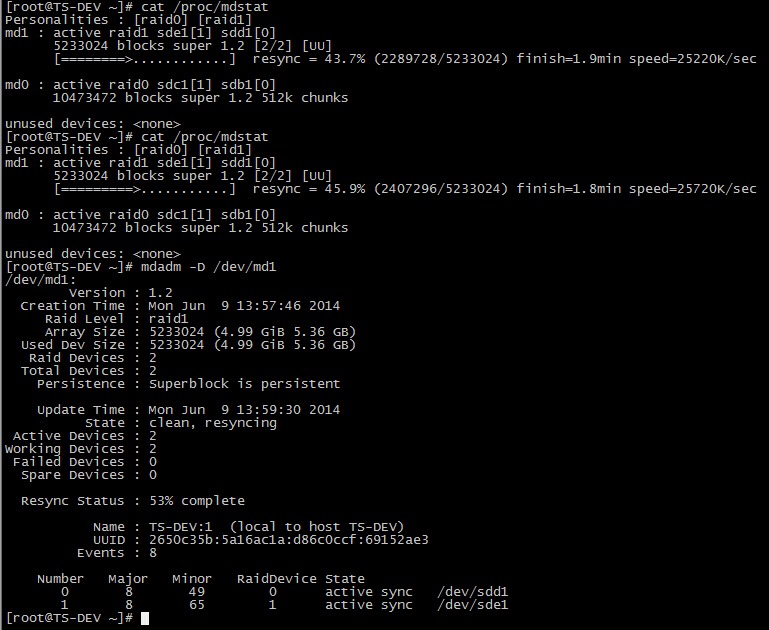 [root@TS-DEV ~]# cat /proc/mdstat
Personalities : [raid0] [raid1]
md1 : active raid1 sde1[1] sdd1[0]
      5233024 blocks super 1.2 [2/2] [UU]
      [========>............]  resync = 43.7% (2289728/5233024) finish=1.9min speed=25220K/sec

md0 : active raid0 sdc1[1] sdb1[0]
      10473472 blocks super 1.2 512k chunks

unused devices: <none>
[root@TS-DEV ~]# cat /proc/mdstat
Personalities : [raid0] [raid1]
md1 : active raid1 sde1[1] sdd1[0]
      5233024 blocks super 1.2 [2/2] [UU]
      [=========>...........]  resync = 45.9% (2407296/5233024) finish=1.8min speed=25720K/sec

md0 : active raid0 sdc1[1] sdb1[0]
      10473472 blocks super 1.2 512k chunks

unused devices: <none>
[root@TS-DEV ~]# mdadm -D /dev/md1
/dev/md1:
        Version : 1.2
  Creation Time : Mon Jun  9 13:57:46 2014
     Raid Level : raid1
     Array Size : 5233024 (4.99 GiB 5.36 GB)
  Used Dev Size : 5233024 (4.99 GiB 5.36 GB)
   Raid Devices : 2
  Total Devices : 2
    Persistence : Superblock is persistent

    Update Time : Mon Jun  9 13:59:30 2014
          State : clean, resyncing
 Active Devices : 2
Working Devices : 2
 Failed Devices : 0
  Spare Devices : 0

  Resync Status : 53% complete

           Name : TS-DEV:1  (local to host TS-DEV)
           UUID : 2650c35b:5a16ac1a:d86c0ccf:69152ae3
         Events : 8

    Number   Major   Minor   RaidDevice State
       0       8       49        0      active sync   /dev/sdd1
       1       8       65        1      active sync   /dev/sde1
[root@TS-DEV ~]#